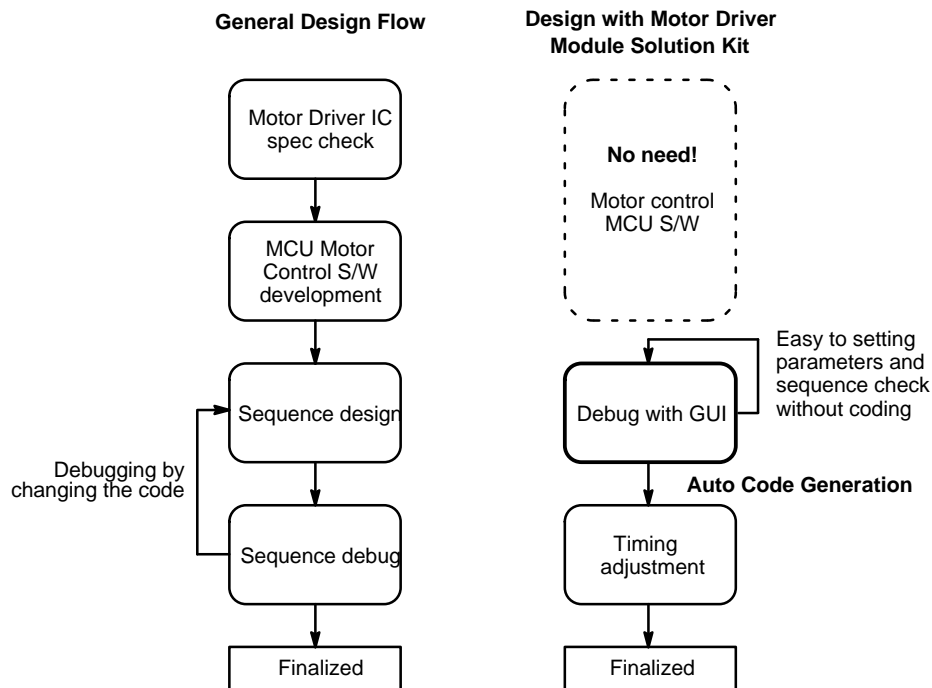 General Design Flow
Motor Driver IC
spec check
MCU Motor
Control S/W
development
Sequence design
Debugging by
changing the code
Sequence debug
Finalized
Design with Motor Driver
Module Solution Kit
No need!
Motor control
MCU S/W
Easy to setting
parameters and
sequence check
without coding
Debug with GUI
Auto Code Generation
Timing
adjustment
Finalized